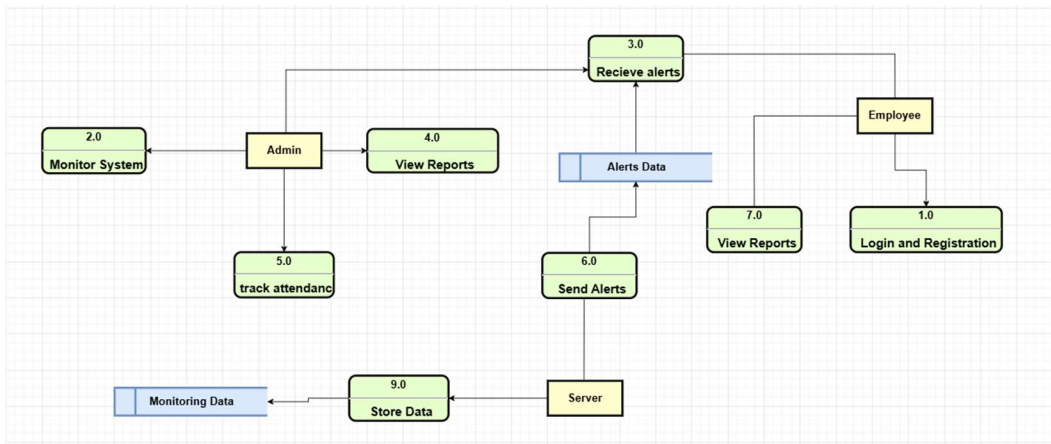 3.0
Recieve alerts
Employee
2.0
Monitor System
Admin
4.0
View Reports
Alerts Data
7.0
View Reports
1.0
Login and Registration
5.0
track attendanc
6.0
Send Alerts
Monitoring Data
9.0
Store Data
Server